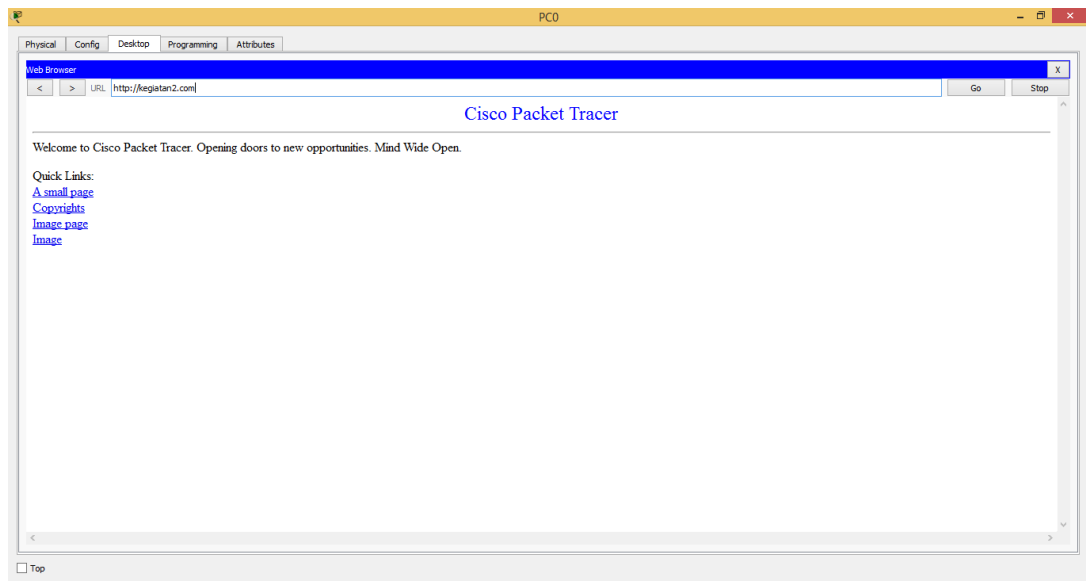 PC0
Physical Config Desktop Programming Attributes
Web Browser X
< > URL http://kegiatan2.com Go Stop
Cisco Packet Tracer
Welcome to Cisco Packet Tracer. Opening doors to new opportunities. Mind Wide Open.
Quick Links:
A small page
Copyrights
Image page
Image
Top